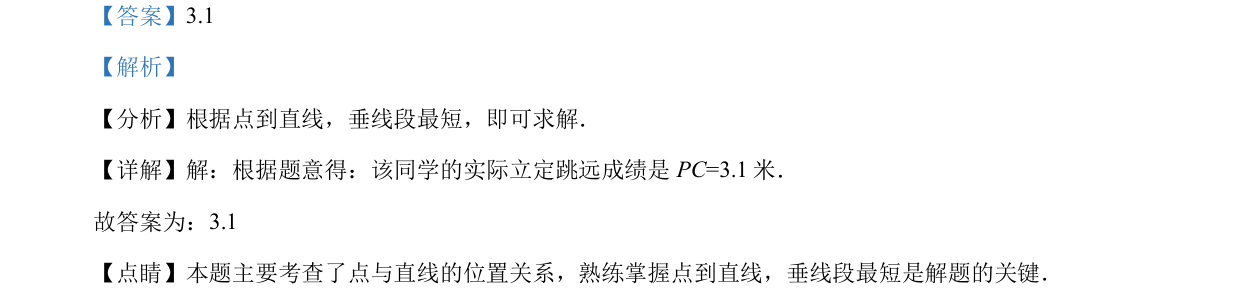 【答案】3.1
【解析】
【分析】根据点到直线，垂线段最短，即可求解．
【详解】解：根据题意得：该同学的实际立定跳远成绩是 PC=3.1 米．
故答案为：3.1
【点睛】本题主要考查了点与直线的位置关系，熟练掌握点到直线，垂线段最短是解题的关键．